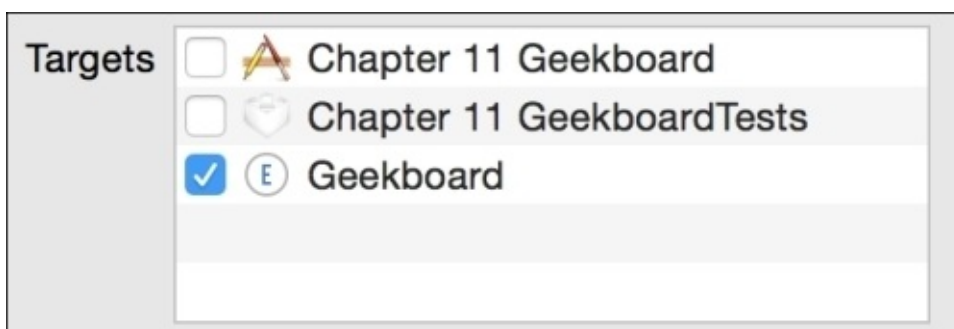 Targets
Chapter 11 Geekboard
Chapter 11 GeekboardTests
E Geekboard